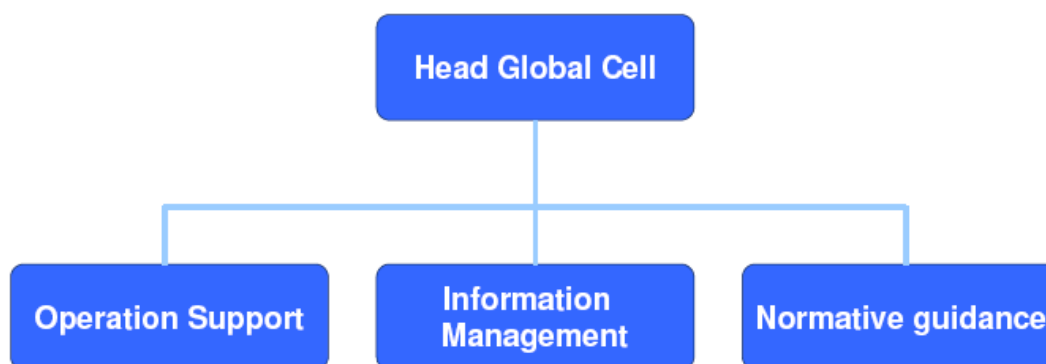 Head Global Cell
Operation Support
Information
Management
Normative guidance